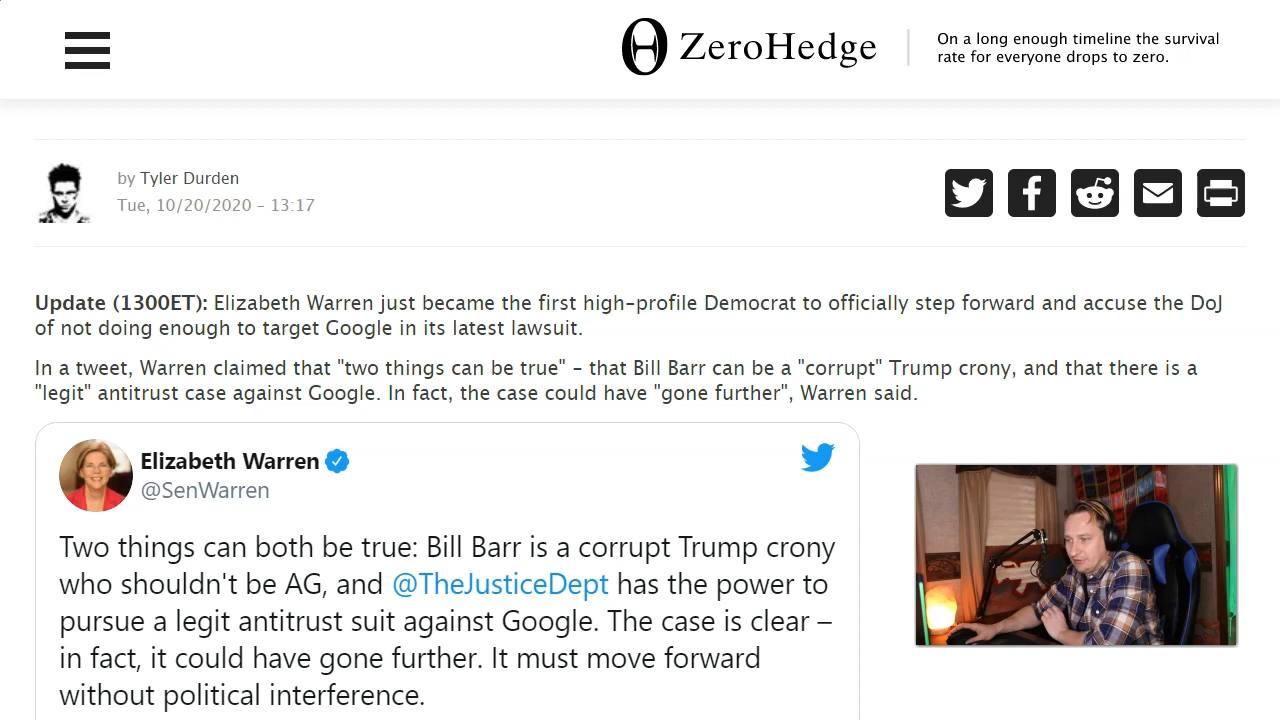 ZeroHedge
On a long enough timeline the survival
rate for everyone drops to zero.
by Tyler Durden
Tue, 10/20/2020 – 13:17
Update (1300ET): Elizabeth Warren just became the first high-profile Democrat to officially step forward and accuse the DoJ
of not doing enough to target Google in its latest lawsuit.
In a tweet, Warren claimed that "two things can be true" – that Bill Barr can be a "corrupt" Trump crony, and that there is a
"legit" antitrust case against Google. In fact, the case could have "gone further", Warren said.
Elizabeth Warren
@SenWarren
Two things can both be true: Bill Barr is a corrupt Trump crony
who shouldn't be AG, and @TheJusticeDept has the power to
pursue a legit antitrust suit against Google. The case is clear –
in fact, it could have gone further. It must move forward
without political interference.